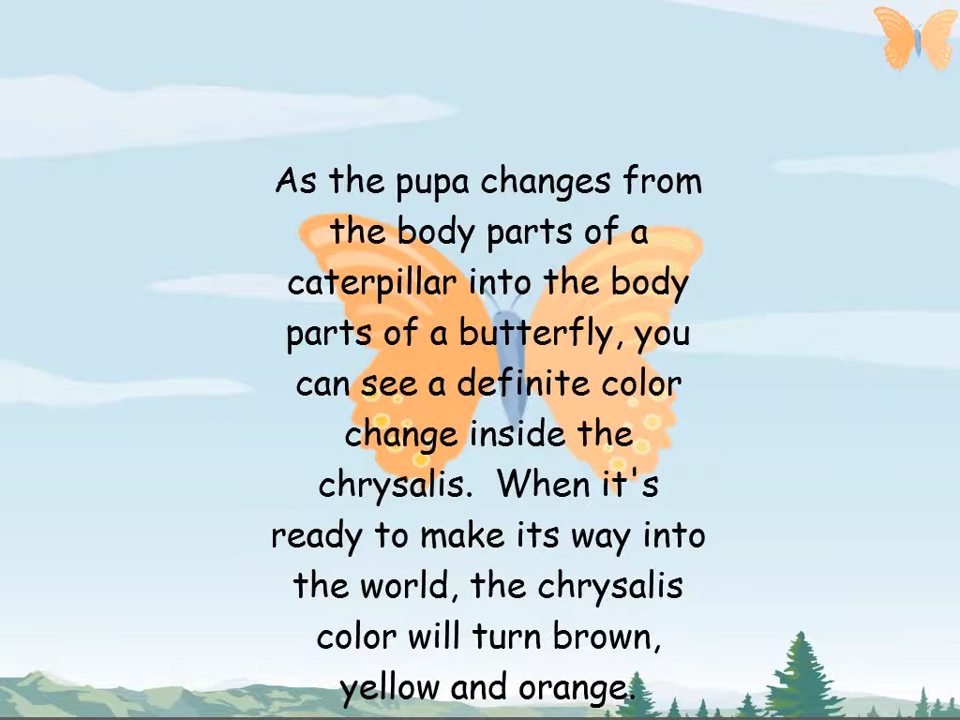 As the pupa changes from
the body parts of a
caterpillar into the body
parts of a butterfly, you
can see a definite color
change inside the
chrysalis.  When it's
ready to make its way into
the world, the chrysalis
color will turn brown,
yellow and orange.